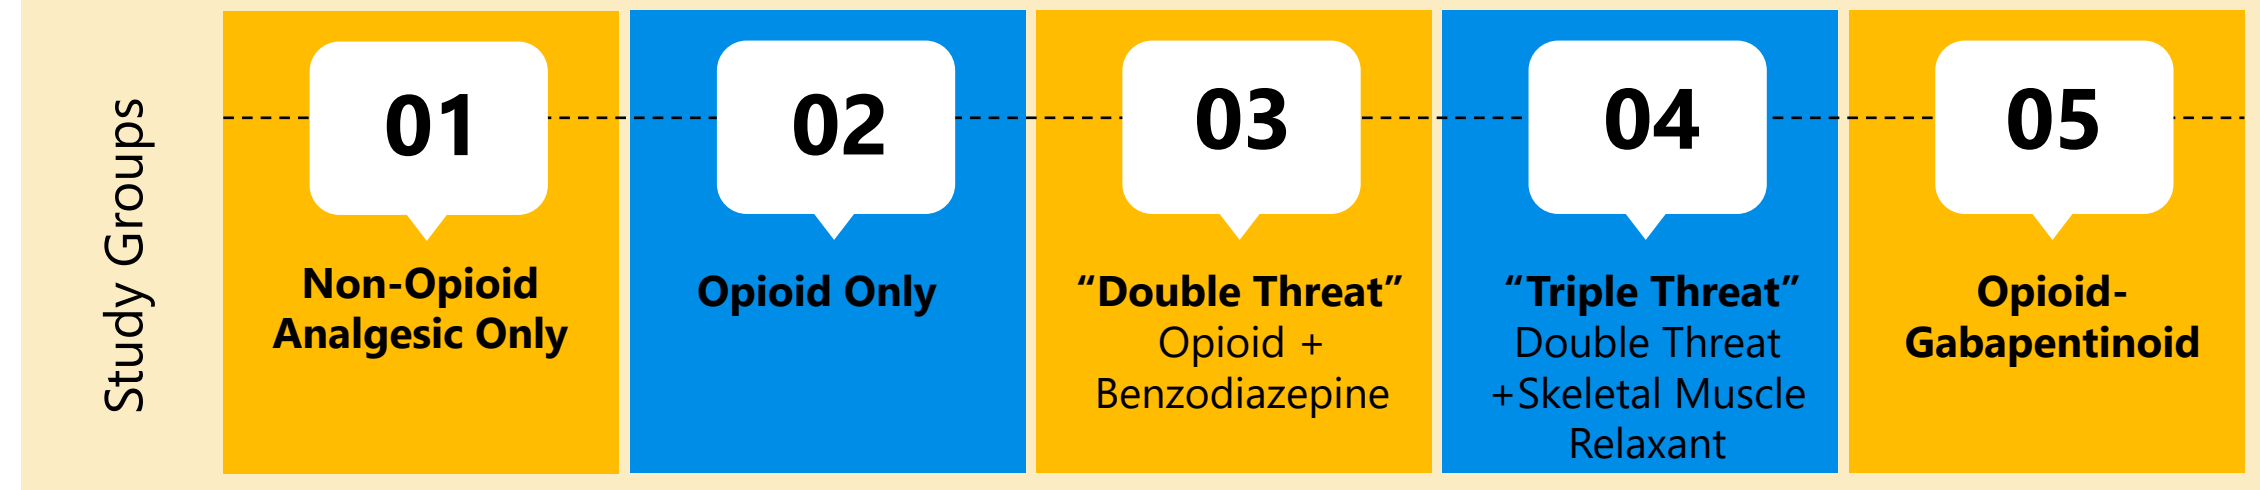 Study Groups
01
Non-Opioid
Analgesic Only
02
Opioid Only
03
“Double Threat”
Opioid +
Benzodiazepine
04
“Triple Threat”
Double Threat
+Skeletal Muscle
Relaxant
05
Opioid-
Gabapentinoid